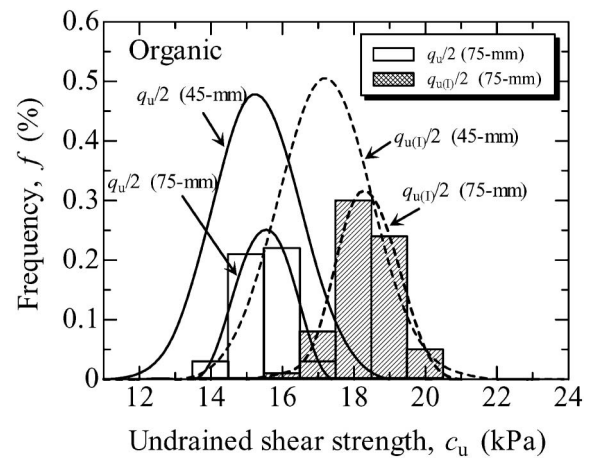 Organic
qu/2 (75-mm)
qu(I)/2 (75-mm)
qu/2 (45-mm)
qu(I)/2 (45-mm)
qu/2 (75-mm)
qu(I)/2 (75-mm)
0.6
0.5
0.4
0.3
0.2
0.1
0
12 14 16 18 20 22 24
Frequency, f (%)
Undrained shear strength, cu (kPa)